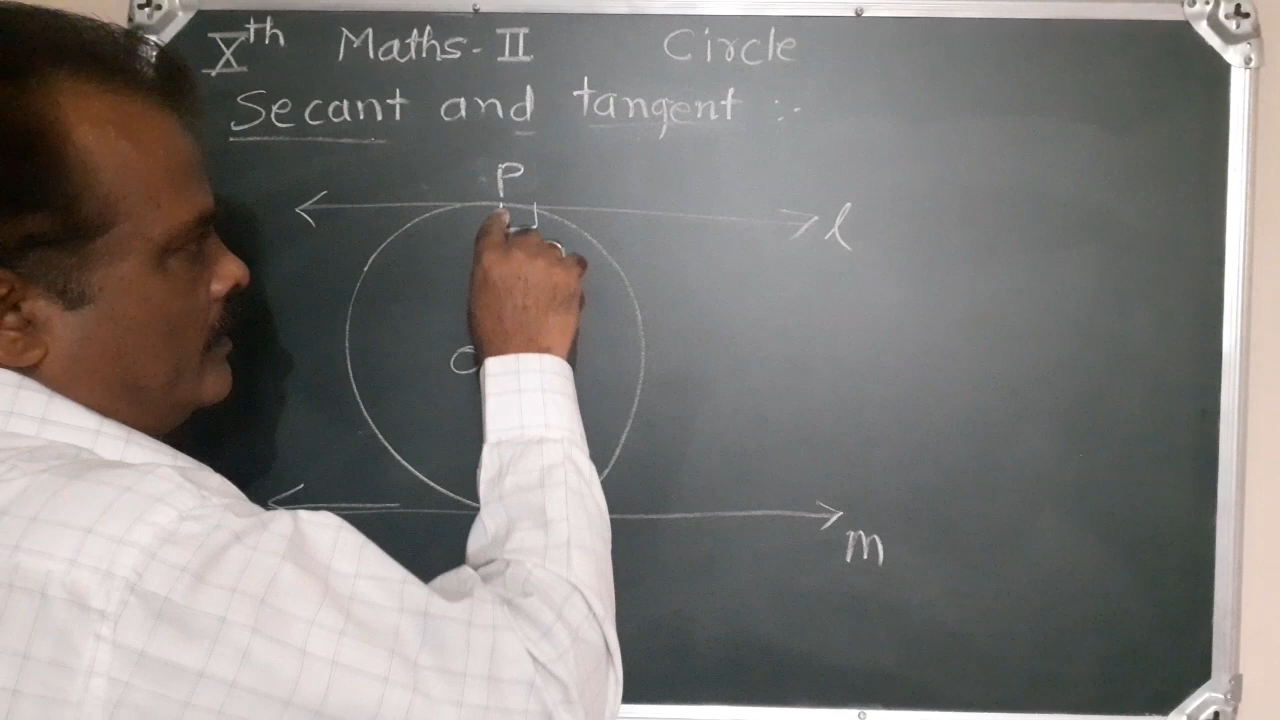 Xth Maths-II Circle
Secant and tangent :-
P
l
O
m